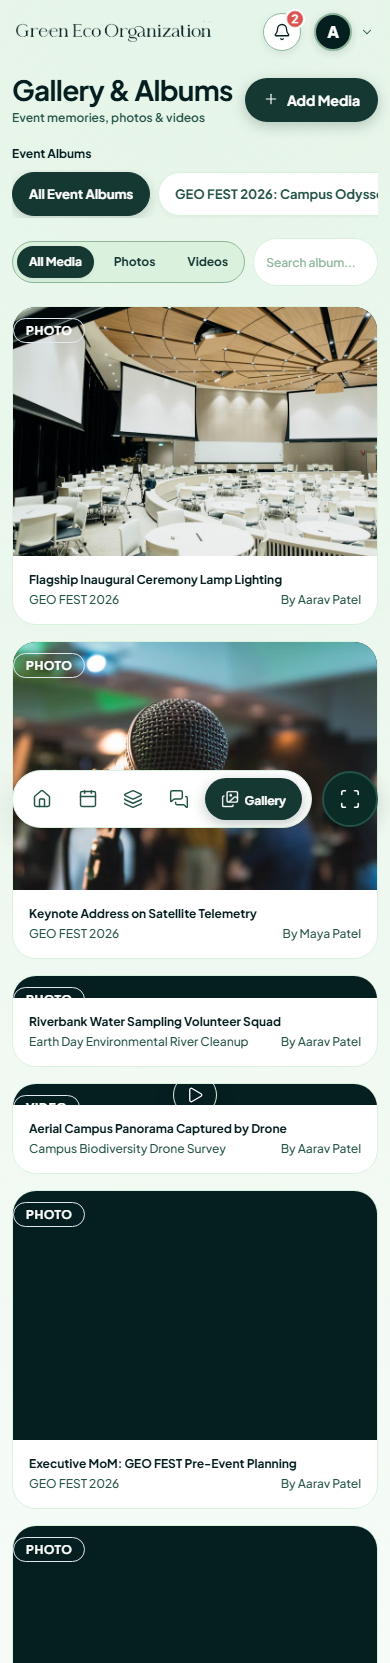 Green Eco Organization
2
A
Gallery & Albums
Add Media
Event memories, photos & videos
Event Albums
All Event Albums
GEO FEST 2026: Campus
All Media
Photos
Videos
Search album...
PHOTO
Flagship Inaugural Ceremony Lamp Lighting
GEO FEST 2026
By Aarav Patel
PHOTO
Gallery
Keynote Address on Satellite Telemetry
GEO FEST 2026
By Maya Patel
PHOTO
Riverbank Water Sampling Volunteer Squad
Earth Day Environmental River Cleanup
By Aarav Patel
VIDEO
Aerial Campus Panorama Captured by Drone
Campus Biodiversity Drone Survey
By Aarav Patel
PHOTO
Executive MoM: GEO FEST Pre-Event Planning
GEO FEST 2026
By Aarav Patel
PHOTO